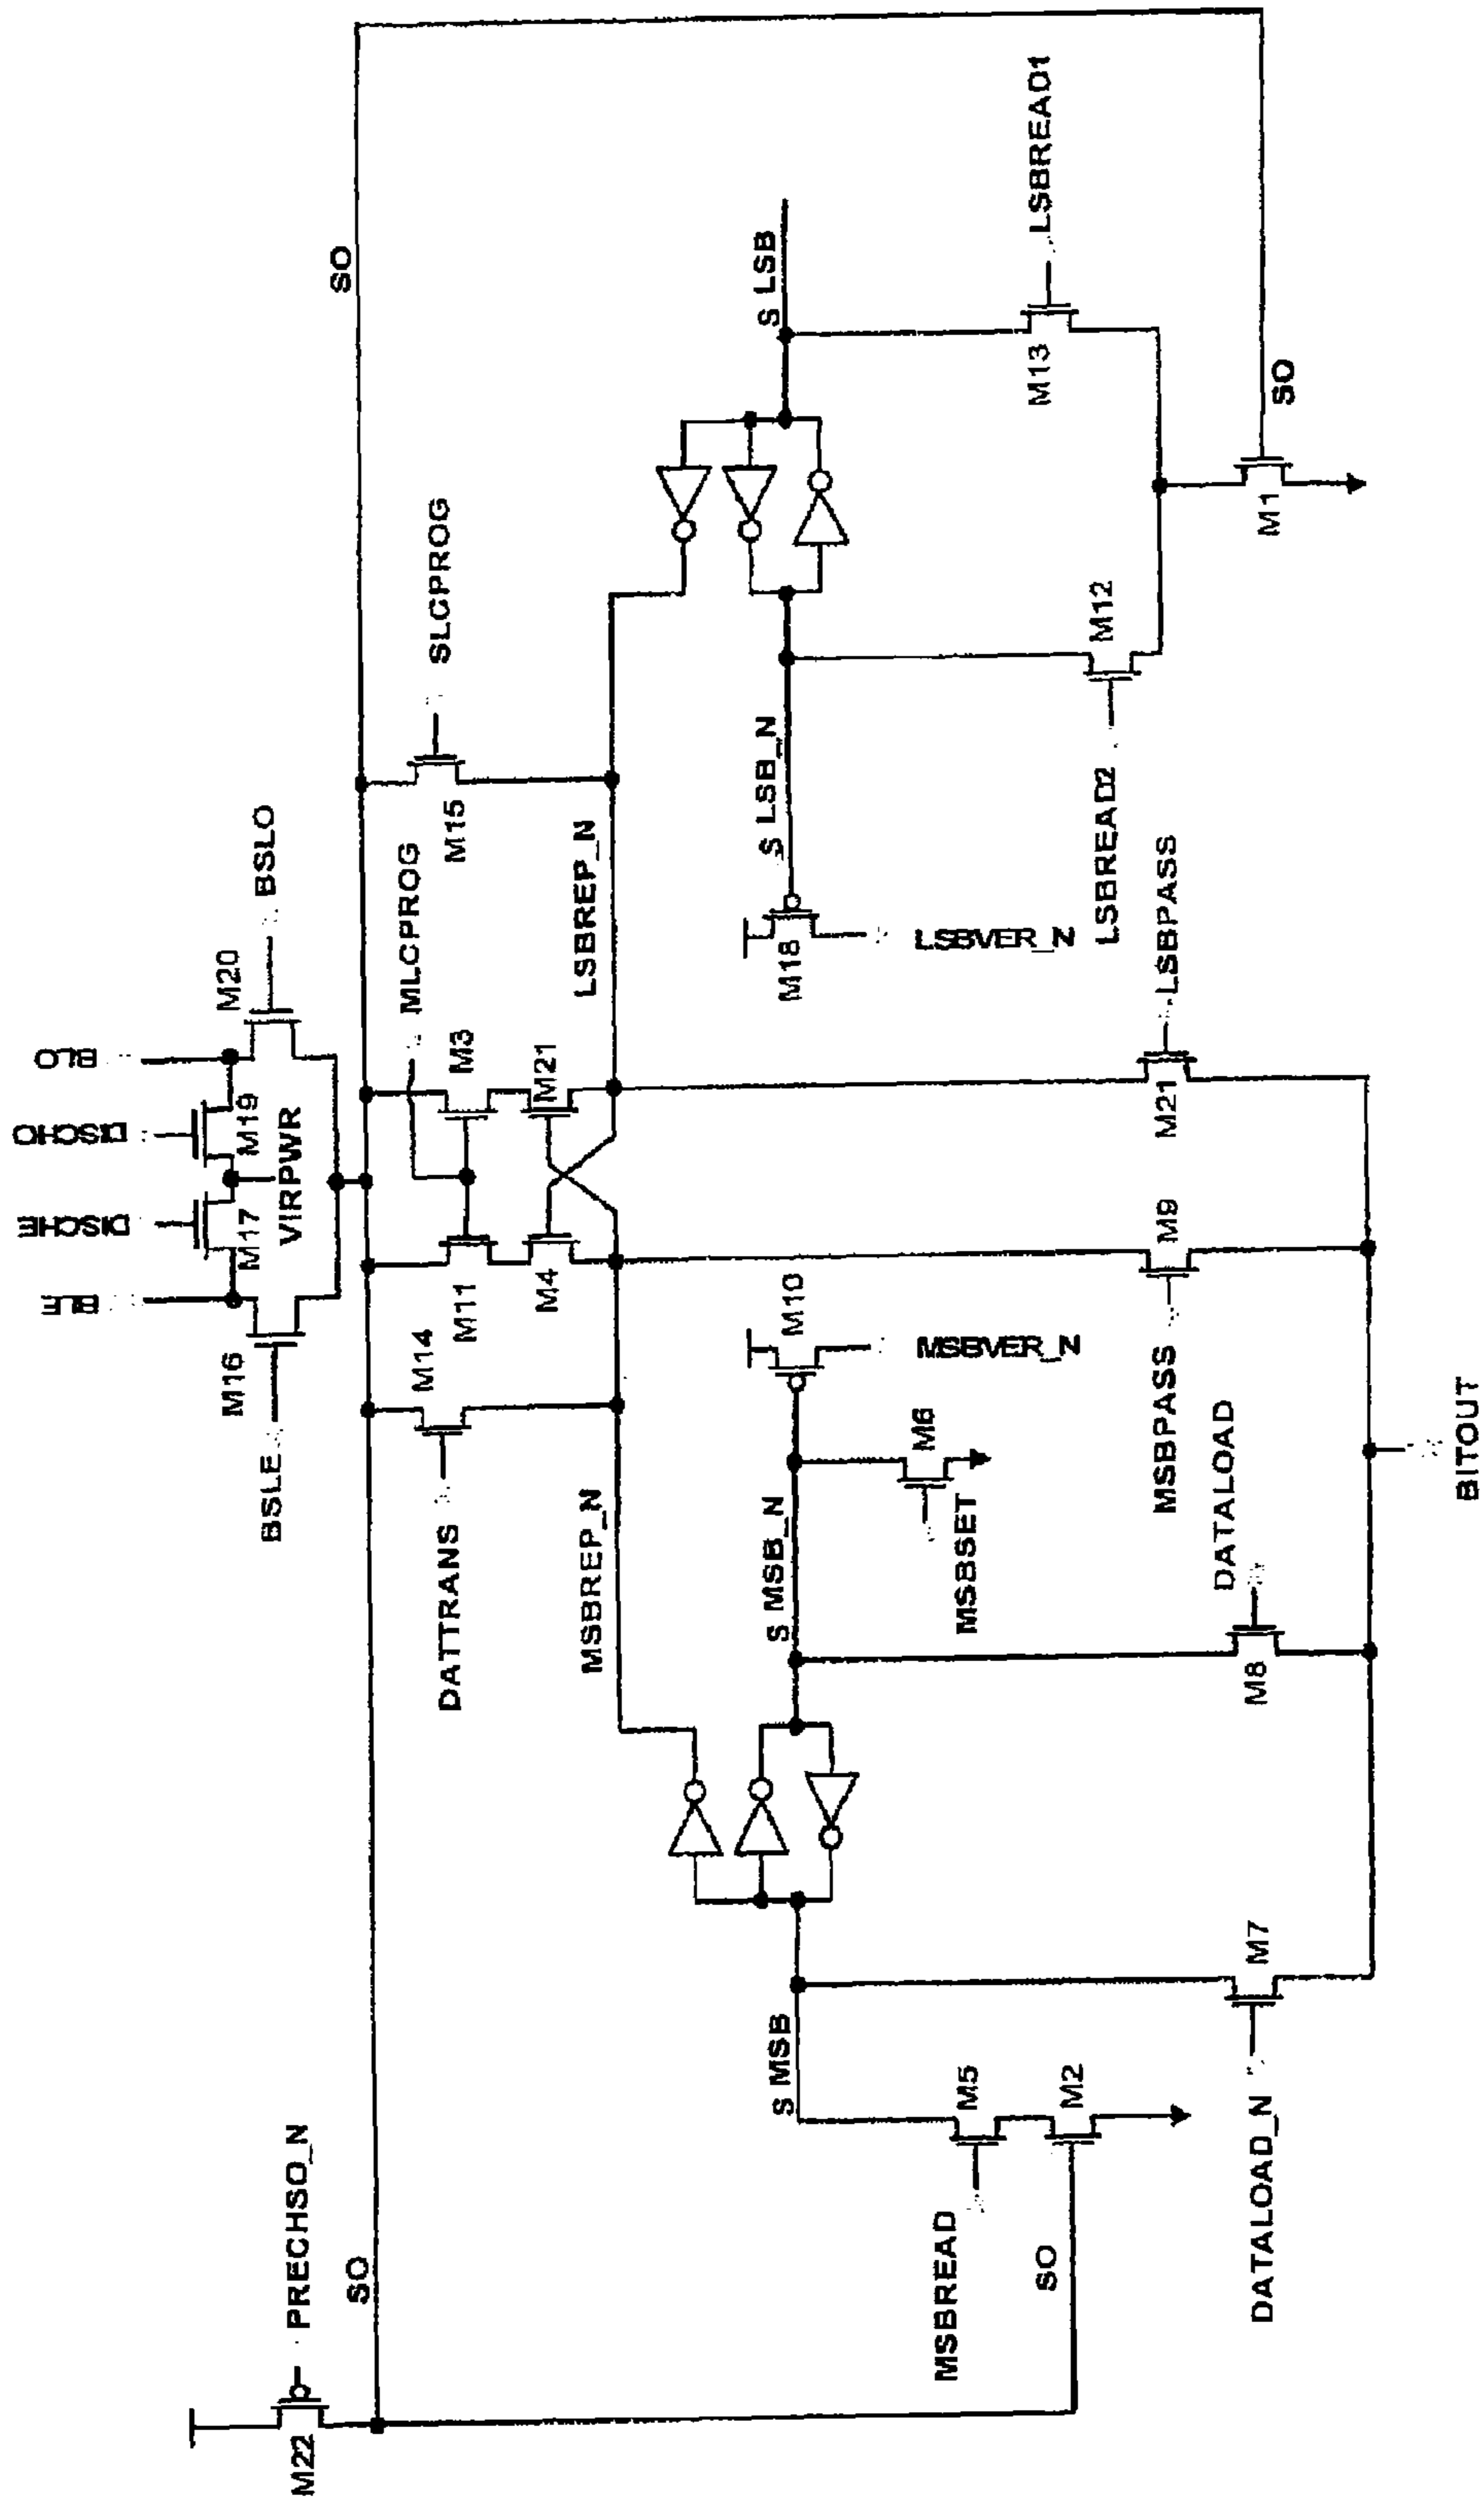 M22
PRECHSO_N
SO
SO
BSLE
M16
BLE
DISCHE
M17
VIRPWR
DISCHO
M19
BLO
M20
BSLO
DATTRANS
M14
M11
M4
M3
M21
MLCPROG
M15
SLCPROG
MSBREP_N
LSBREP_N
S MSB
S MSB_N
M10
MSBVER_N
M6
MSBSET
M18
LSBVER_N
S LSB_N
S LSB
MSBREAD
M5
M2
SO
DATALOAD_N
M7
M8
DATALOAD
MSBPASS
M9
M21
LSBPASS
LSBREAD2
M12
M13
LSBREAD1
M1
SO
BITOUT